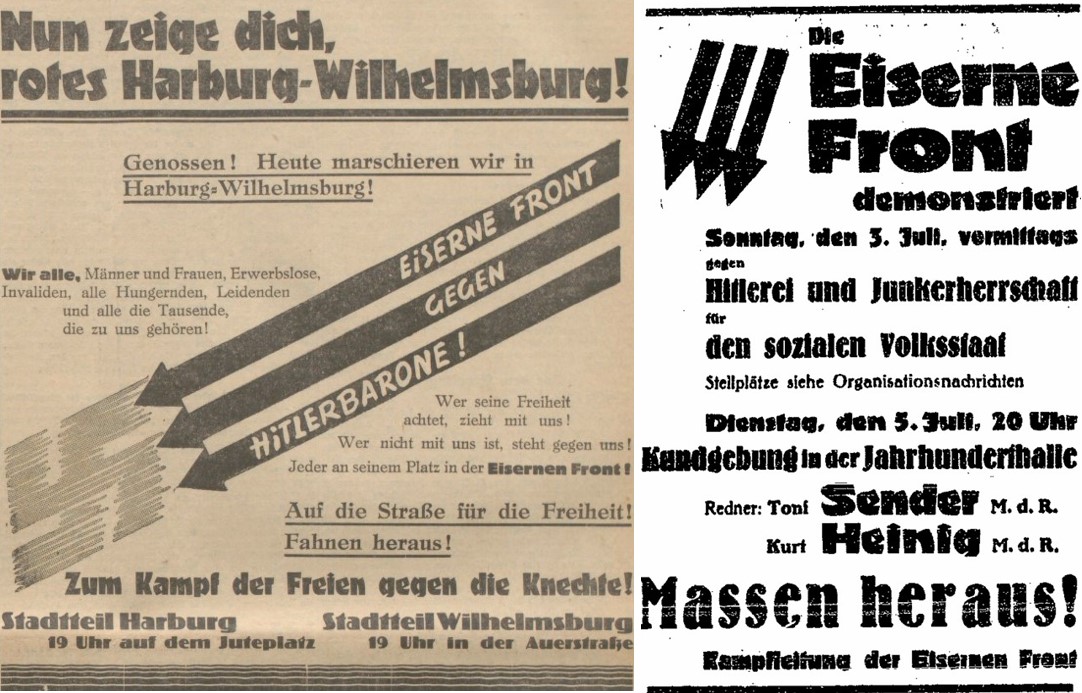 Nun zeige dich,
rotes Harburg-Wilhelmsburg!
Genossen! Heute marschieren wir in
Harburg-Wilhelmsburg!
EISERNE FRONT
GEGEN
HITLERBARONE!
Wir alle, Männer und Frauen, Erwerbslose,
Invaliden, alle Hungernden, Leidenden
und alle die Tausende,
die zu uns gehören!
Wer seine Freiheit
achtet, zieht mit uns!
Wer nicht mit uns ist, steht gegen uns!
Jeder an seinem Platz in der Eisernen Front!
Auf die Straße für die Freiheit!
Fahnen heraus!
Zum Kampf der Freien gegen die Knechte!
Stadtteil Harburg
19 Uhr auf dem Juteplatz
Stadtteil Wilhelmsburg
19 Uhr in der Auerstraße
Die
Eiserne
Front
demonstriert
Sonntag, den 3. Juli, vormittags
gegen
Hitlerei und Junkerherrschaft
für
den sozialen Volksstaat
Stellplätze siehe Organisationsnachrichten
Dienstag, den 5. Juli, 20 Uhr
Kundgebung in der Jahrhunderthalle
Redner: Toni Sender M. d. R.
Kurt Heinig M. d. R.
Massen heraus!
Kampfleitung der Eisernen Front